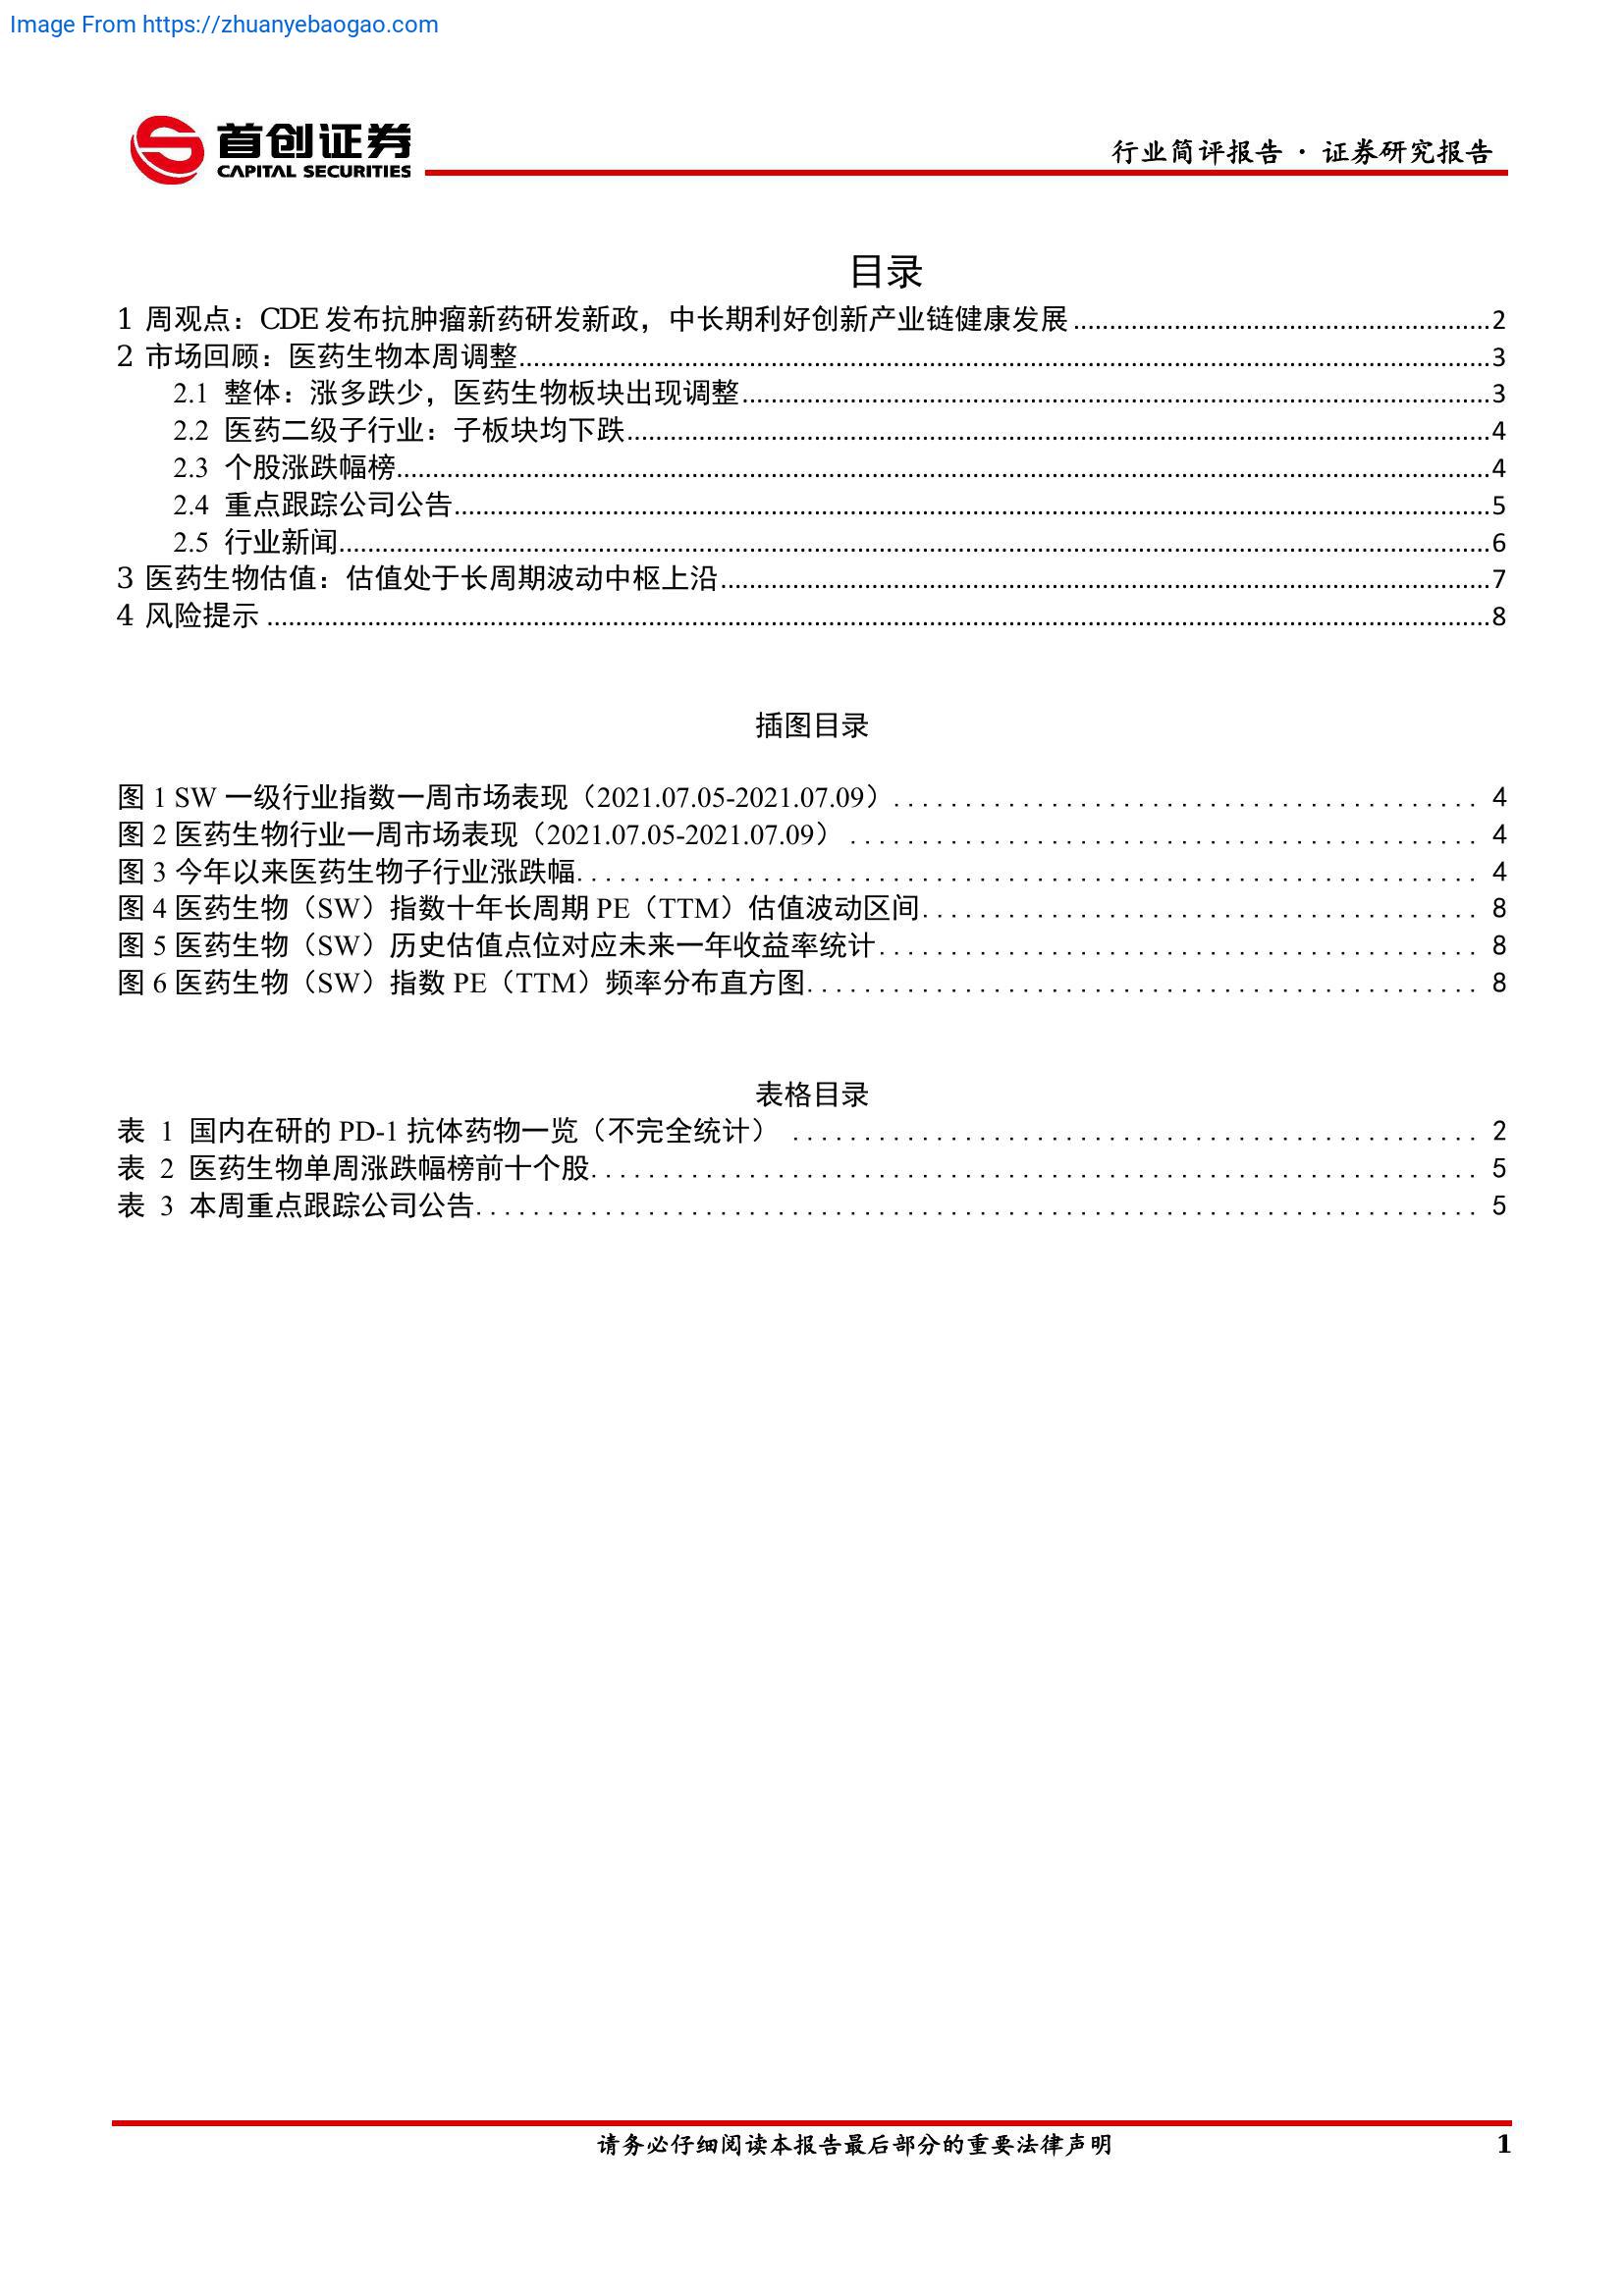 Image From https://zhuanyebaogao.com
首创证券
CAPITAL SECURITIES
行业简评报告 · 证券研究报告
目录
1 周观点：CDE 发布抗肿瘤新药研发新政，中长期利好创新产业链健康发展 ........................................................2
2 市场回顾：医药生物本周调整........................................................3
2.1 整体：涨多跌少，医药生物板块出现调整........................................................3
2.2 医药二级子行业：子板块均下跌........................................................4
2.3 个股涨跌幅榜........................................................4
2.4 重点跟踪公司公告........................................................5
2.5 行业新闻........................................................6
3 医药生物估值：估值处于长周期波动中枢上沿........................................................7
4 风险提示 ........................................................8
插图目录
图 1 SW 一级行业指数一周市场表现（2021.07.05-2021.07.09）........................................ 4
图 2 医药生物行业一周市场表现（2021.07.05-2021.07.09） ........................................ 4
图 3 今年以来医药生物子行业涨跌幅........................................ 4
图 4 医药生物（SW）指数十年长周期 PE（TTM）估值波动区间........................................ 8
图 5 医药生物（SW）历史估值点位对应未来一年收益率统计........................................ 8
图 6 医药生物（SW）指数 PE（TTM）频率分布直方图........................................ 8
表格目录
表 1 国内在研的 PD-1 抗体药物一览（不完全统计） ........................................ 2
表 2 医药生物单周涨跌幅榜前十个股........................................ 5
表 3 本周重点跟踪公司公告........................................ 5
请务必仔细阅读本报告最后部分的重要法律声明
1